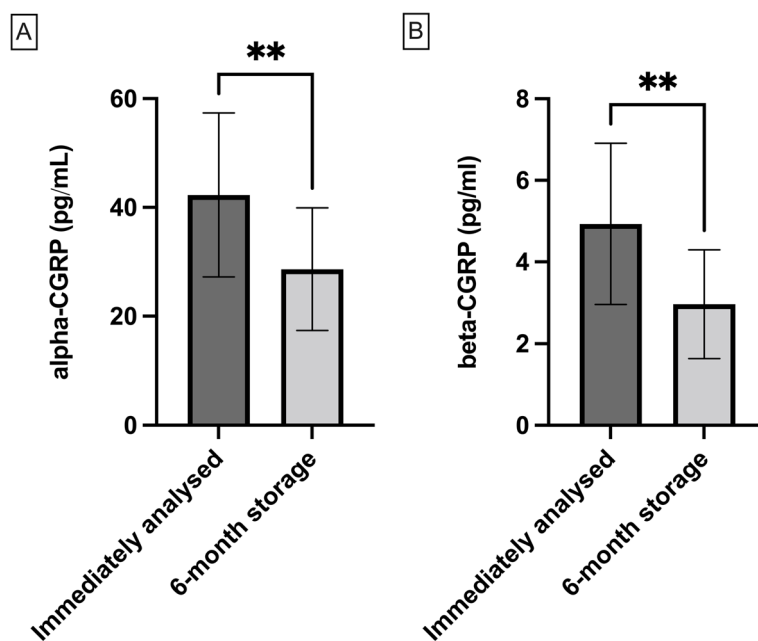 A
**
60
40
20
0
alpha-CGRP (pg/mL)
Immediately analysed
6-month storage
B
**
8
6
4
2
0
beta-CGRP (pg/ml)
Immediately analysed
6-month storage